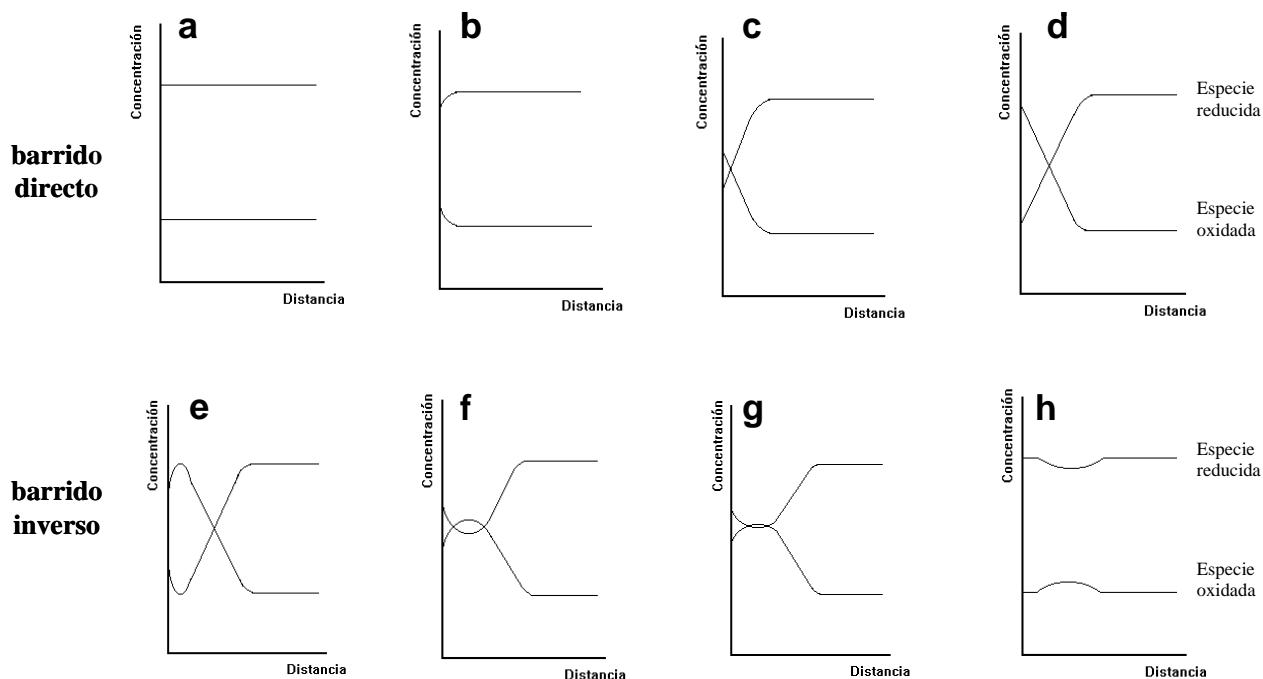 a
Concentración
Distancia
b
Concentración
Distancia
c
Concentración
Distancia
d
Concentración
Distancia
Especie
reducida
Especie
oxidada
barrido
directo
e
Concentración
Distancia
f
Concentración
Distancia
g
Concentración
Distancia
h
Concentración
Distancia
Especie
reducida
Especie
oxidada
barrido
inverso